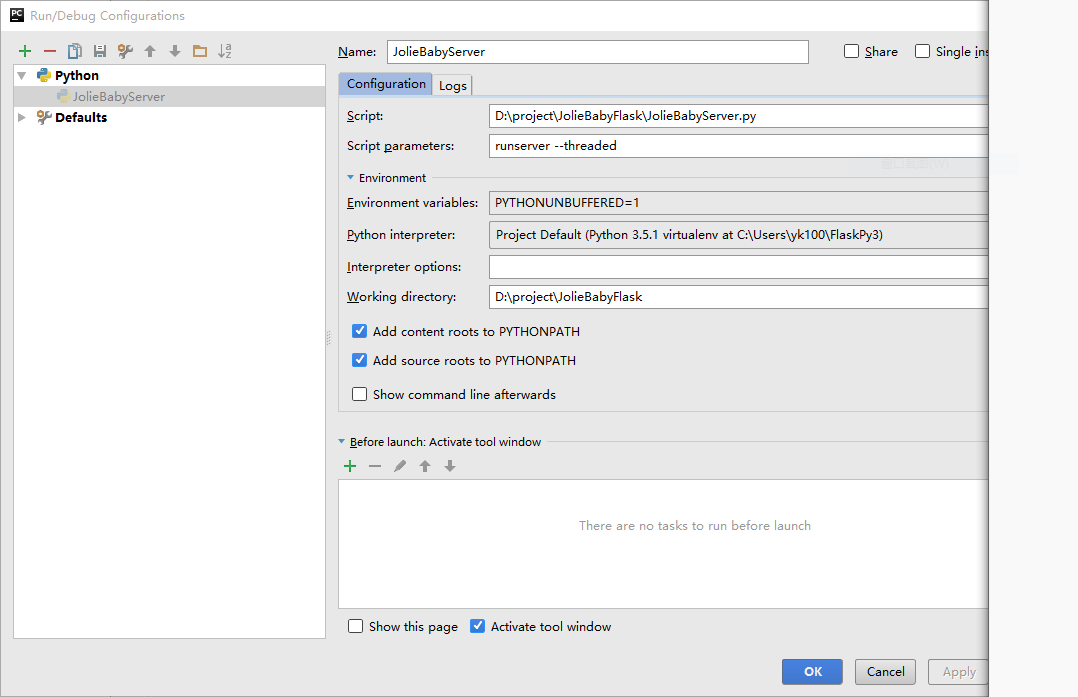 PC Run/Debug Configurations
Name: JolieBabyServer Share Single ins
Python
JolieBabyServer
Defaults
Configuration Logs
Script: D:\project\JolieBabyFlask\JolieBabyServer.py
Script parameters: runserver --threaded
Environment
Environment variables: PYTHONUNBUFFERED=1
Python interpreter: Project Default (Python 3.5.1 virtualenv at C:\Users\yk100\FlaskPy3)
Interpreter options:
Working directory: D:\project\JolieBabyFlask
Add content roots to PYTHONPATH
Add source roots to PYTHONPATH
Show command line afterwards
Before launch: Activate tool window
There are no tasks to run before launch
Show this page Activate tool window
OK Cancel Apply